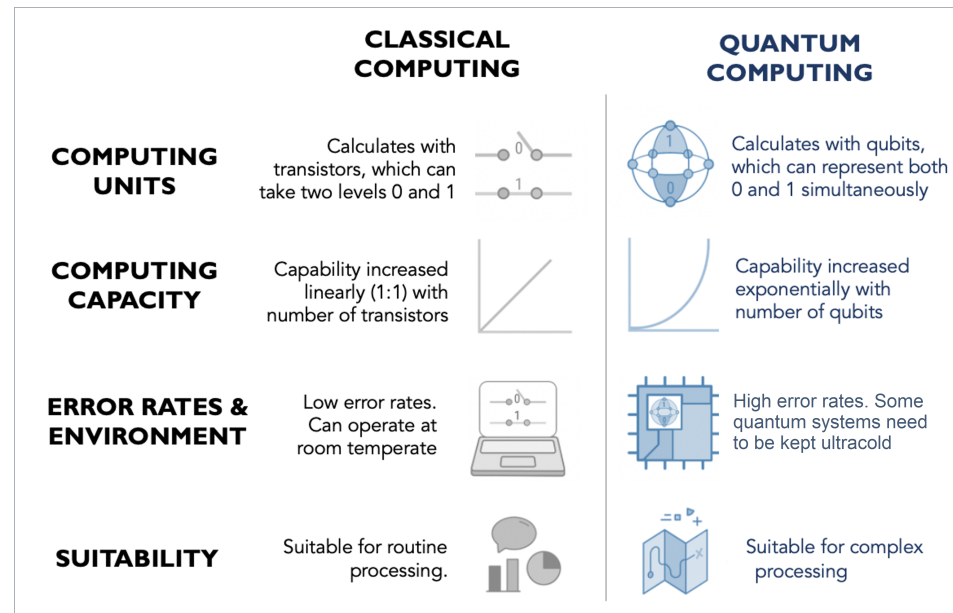 CLASSICAL
COMPUTING
QUANTUM
COMPUTING
COMPUTING
UNITS
Calculates with
transistors, which can
take two levels 0 and 1
0
1
1
0
Calculates with qubits,
which can represent both
0 and 1 simultaneously
COMPUTING
CAPACITY
Capability increased
linearly (1:1) with
number of transistors
Capability increased
exponentially with
number of qubits
ERROR RATES &
ENVIRONMENT
Low error rates.
Can operate at
room temperate
0
1
High error rates. Some
quantum systems need
to be kept ultracold
SUITABILITY
Suitable for routine
processing.
Suitable for complex
processing